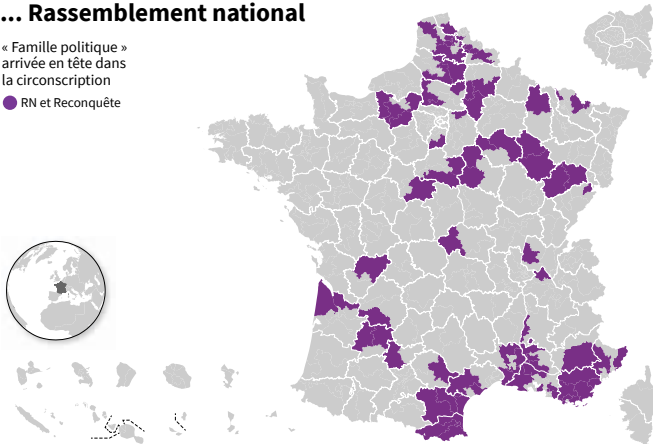 ... Rassemblement national
« Famille politique »
arrivée en tête dans
la circonscription
RN et Reconquête